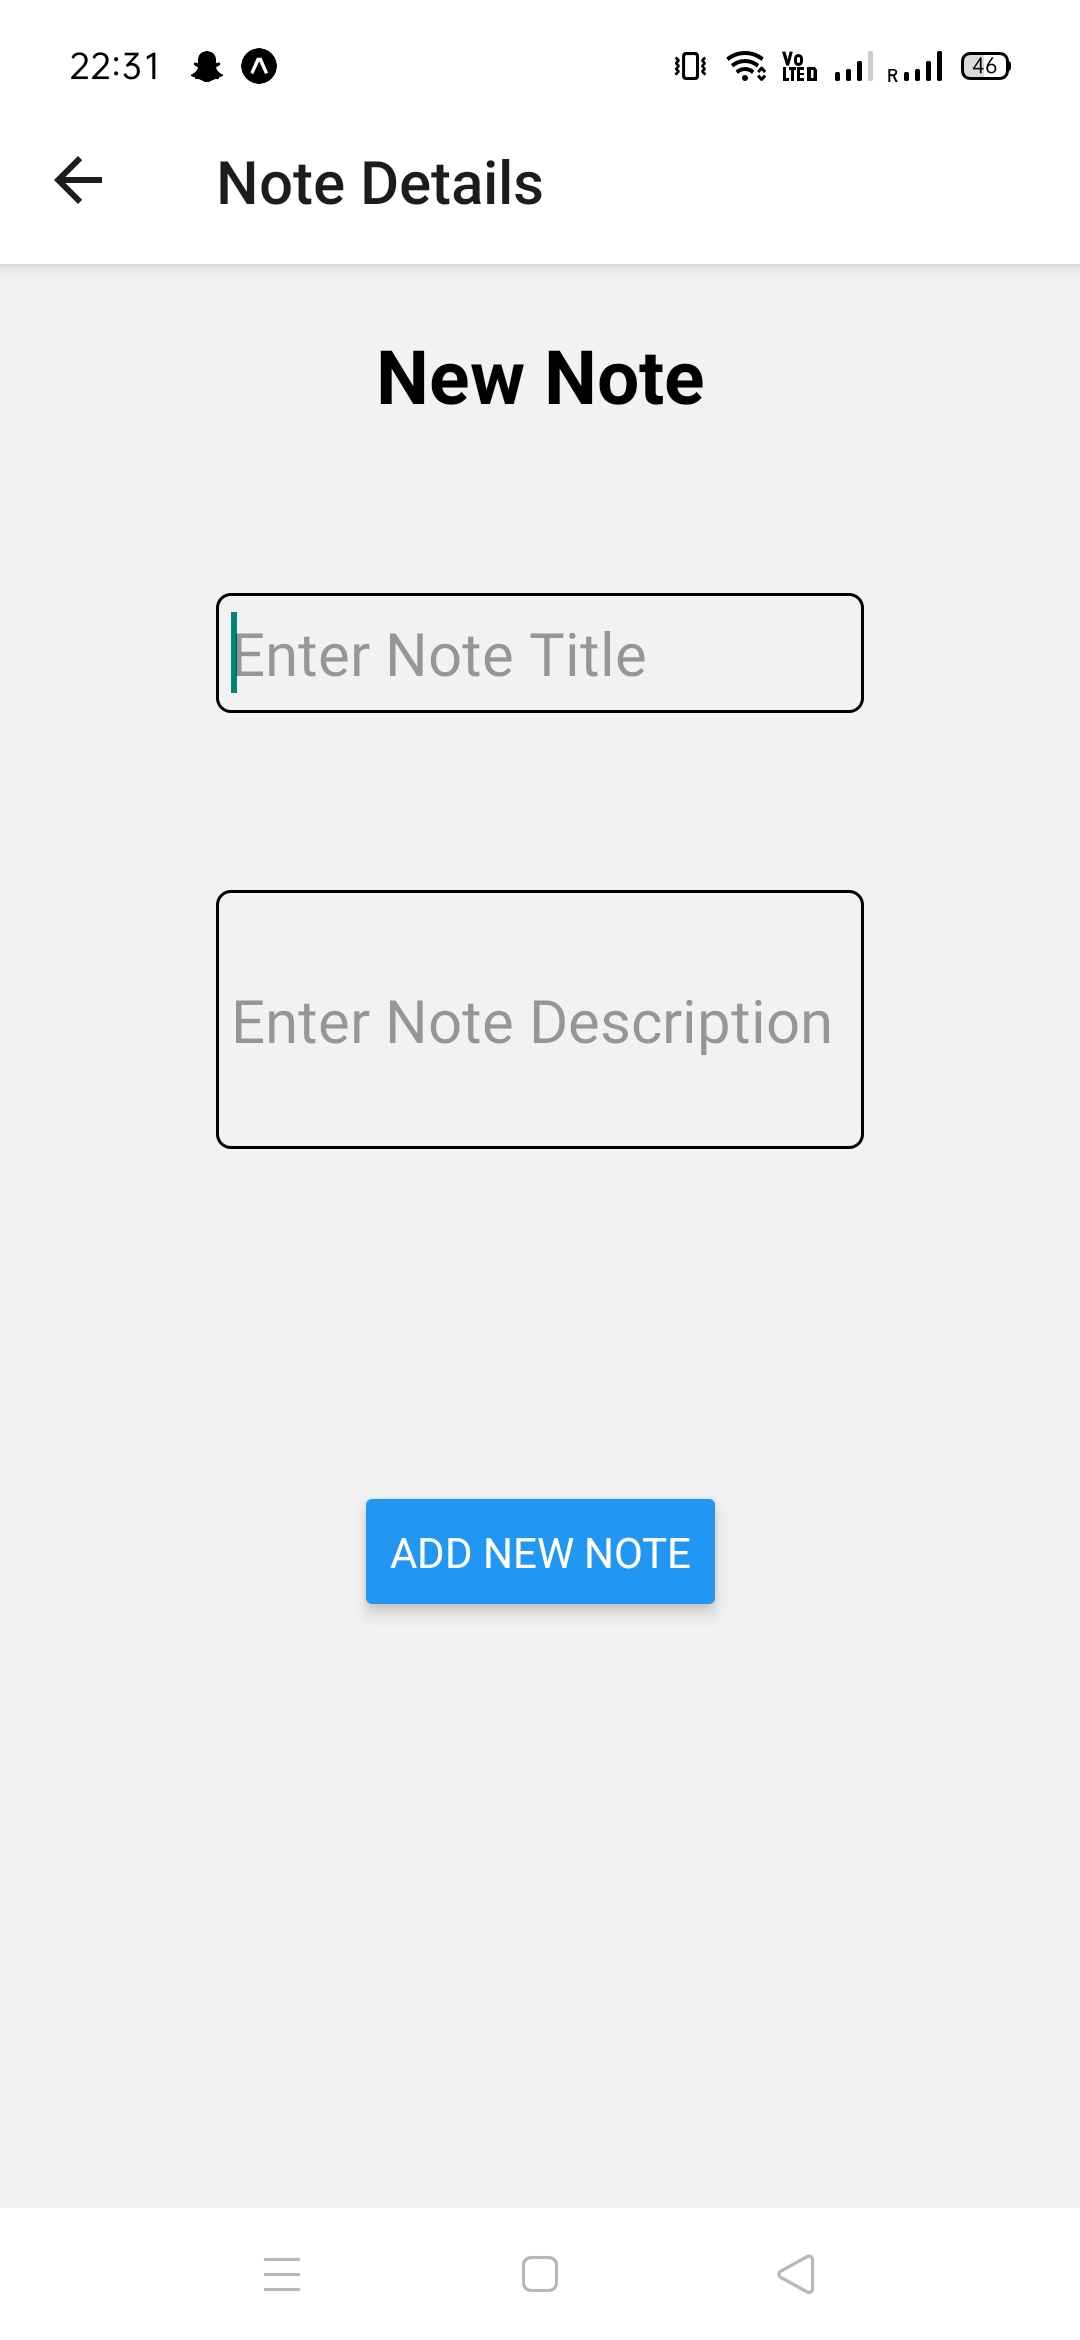 22:31
Vo
LTE D
R
46
Note Details
New Note
Enter Note Title
Enter Note Description
ADD NEW NOTE